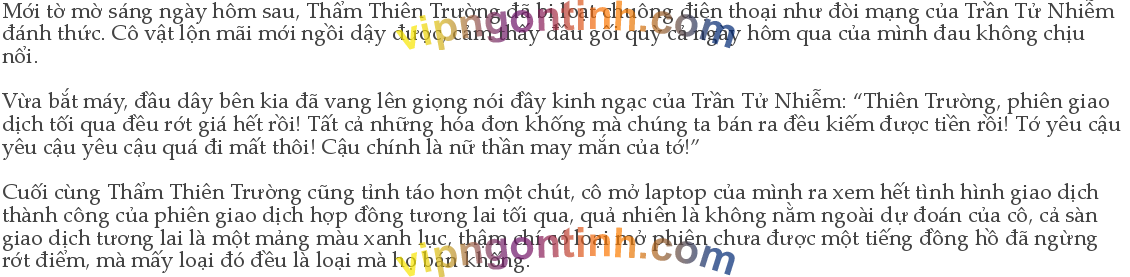 Mới tờ mờ sáng ngày hôm sau, Thẩm Thiên Trường đã bị loạt chuông điện thoại như đòi mạng của Trần Tử Nhiễm
đánh thức. Cô vật lộn mãi mới ngồi dậy được, cảm thấy đầu gối quỳ cả ngày hôm qua của mình đau không chịu
nổi.
Vừa bắt máy, đầu dây bên kia đã vang lên giọng nói đầy kinh ngạc của Trần Tử Nhiễm: “Thiên Trường, phiên giao
dịch tối qua đều rớt giá hết rồi! Tất cả những hóa đơn khống mà chúng ta bán ra đều kiếm được tiền rồi! Tớ yêu cậu
yêu cậu yêu cậu quá đi mất thôi! Cậu chính là nữ thần may mắn của tớ!”
Cuối cùng Thẩm Thiên Trường cũng tỉnh táo hơn một chút, cô mở laptop của mình ra xem hết tình hình giao dịch
thành công của phiên giao dịch hợp đồng tương lai tối qua, quả nhiên là không nằm ngoài dự đoán của cô, cả sàn
giao dịch tương lai là một mảng màu xanh lục, thậm chí có loại mở phiên chưa được một tiếng đồng hồ đã ngừng
rớt điểm, mà mấy loại đó đều là loại mà họ bán khống.
vipngontinh.com
vipngontinh.com